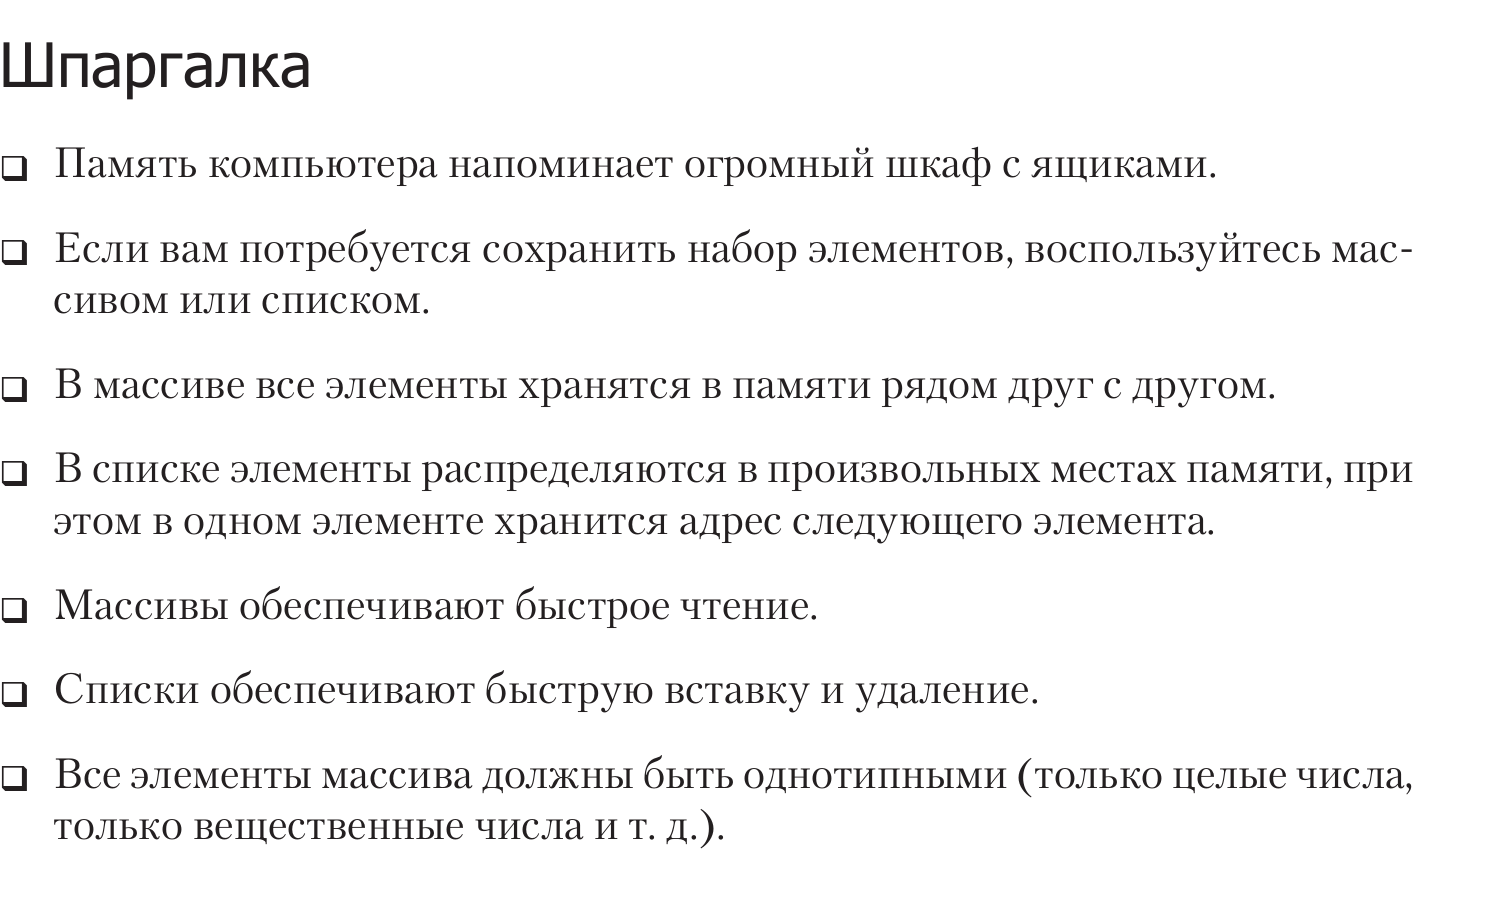 Шпаргалка
❑ Память компьютера напоминает огромный шкаф с ящиками.
❑ Если вам потребуется сохранить набор элементов, воспользуйтесь мас-
сивом или списком.
❑ В массиве все элементы хранятся в памяти рядом друг с другом.
❑ В списке элементы распределяются в произвольных местах памяти, при
этом в одном элементе хранится адрес следующего элемента.
❑ Массивы обеспечивают быстрое чтение.
❑ Списки обеспечивают быструю вставку и удаление.
❑ Все элементы массива должны быть однотипными (только целые числа,
только вещественные числа и т. д.).